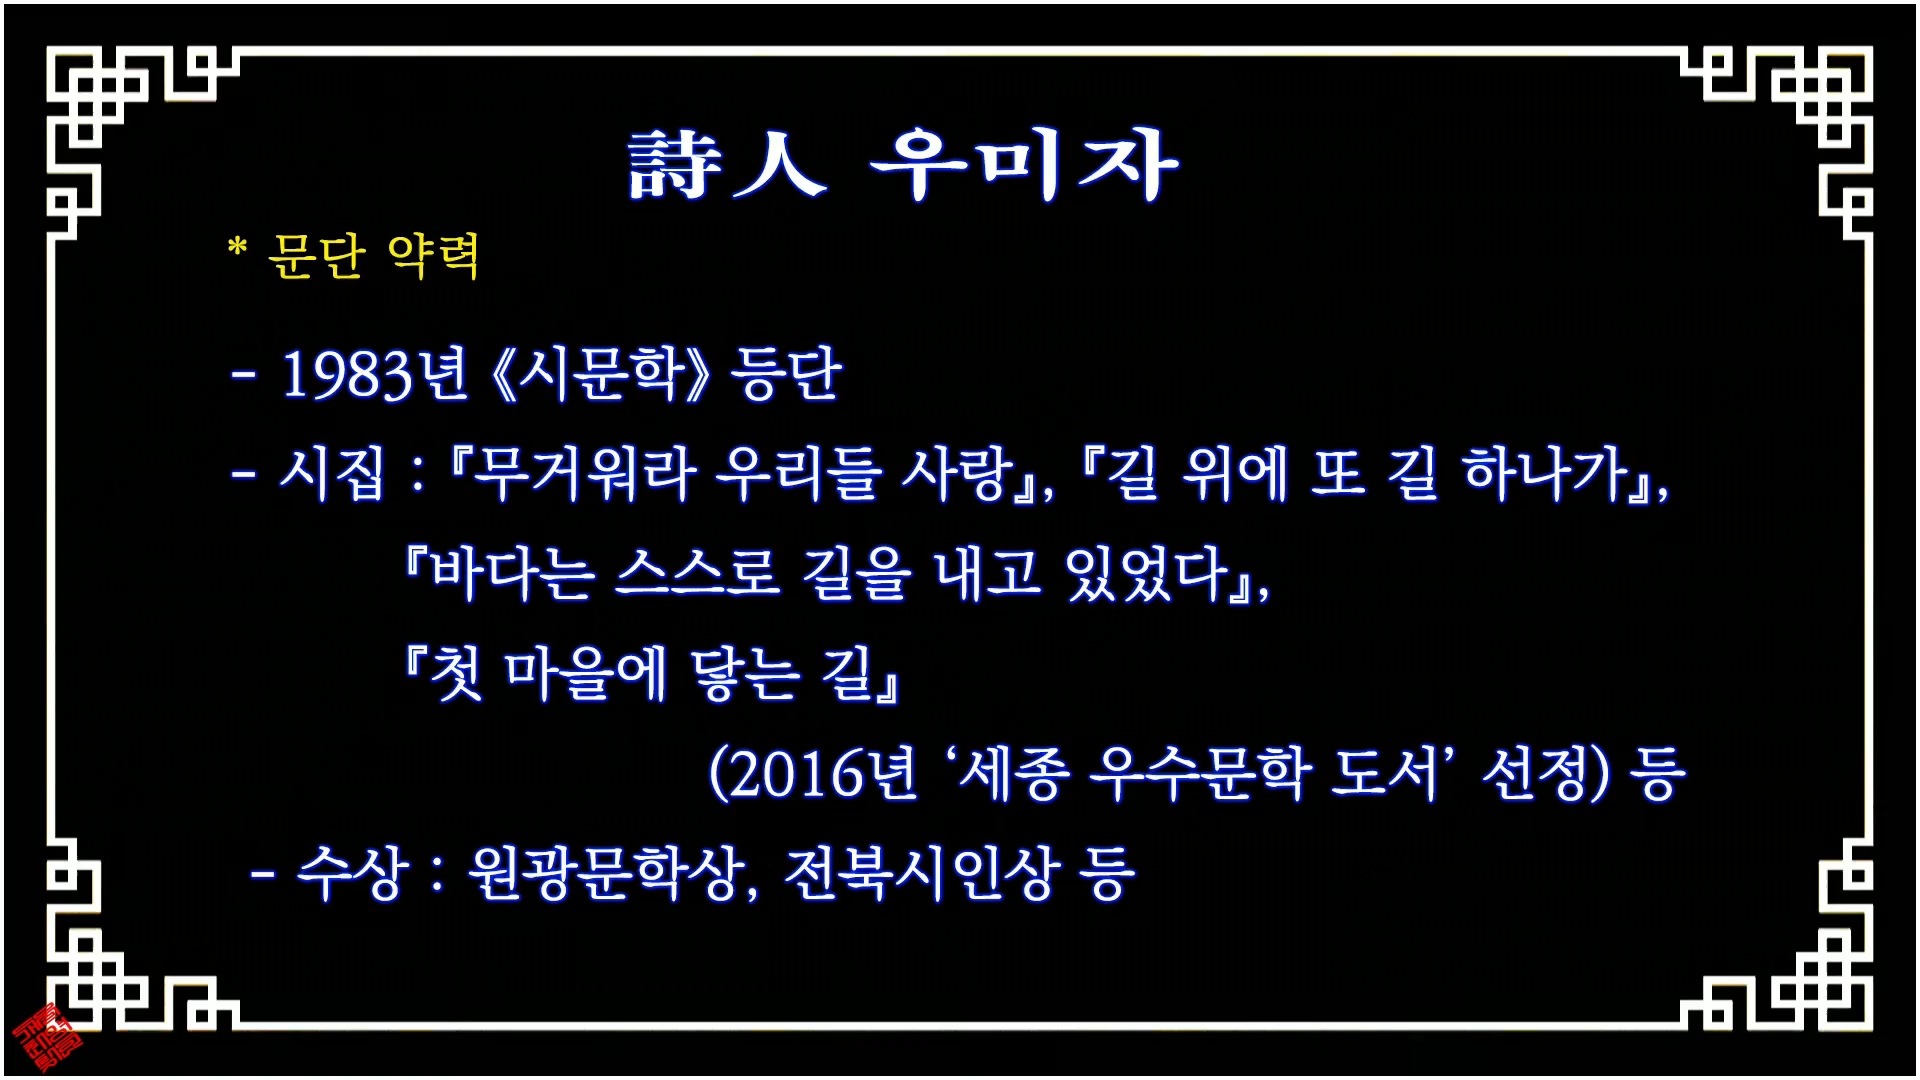 詩人 우미자
* 문단 약력
- 1983년 《시문학》 등단
- 시집 : 『무거워라 우리들 사랑』, 『길 위에 또 길 하나가』,
『바다는 스스로 길을 내고 있었다』,
『첫 마을에 닿는 길』
(2016년 ‘세종 우수문학 도서’ 선정) 등
- 수상 : 원광문학상, 전북시인상 등